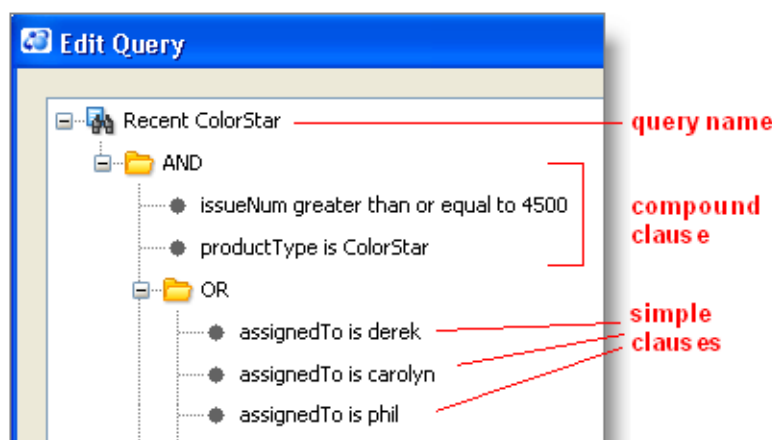 Edit Query
Recent ColorStar
query name
AND
issueNum greater than or equal to 4500
compound
clause
productType is ColorStar
OR
simple
clauses
assignedTo is derek
assignedTo is carolyn
assignedTo is phil